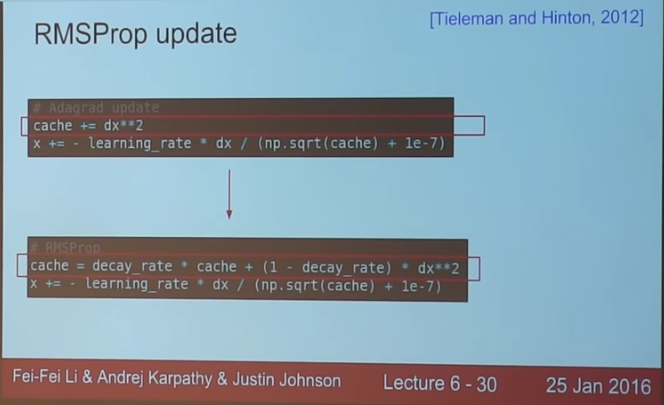 RMSProp update
[Tieleman and Hinton, 2012]
# Adagrad update
cache += dx**2
x += - learning_rate * dx / (np.sqrt(cache) + 1e-7)
# RMSProp
cache = decay_rate * cache + (1 - decay_rate) * dx**2
x += - learning_rate * dx / (np.sqrt(cache) + 1e-7)
Fei-Fei Li & Andrej Karpathy & Justin Johnson
Lecture 6 - 30
25 Jan 2016